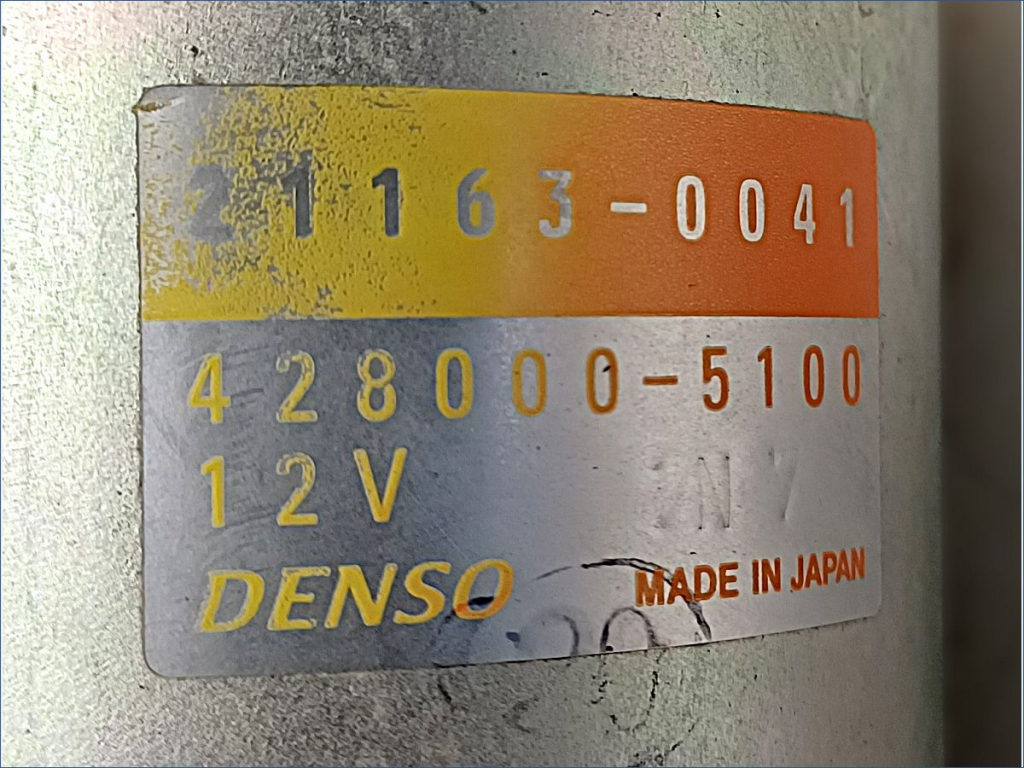 21163-0041
428000-5100
12V
DENSO
MADE IN JAPAN